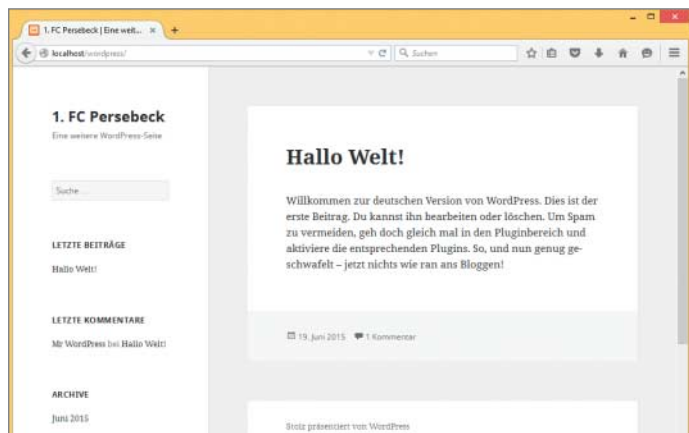 1. FC Persebeck | Eine weit...
localhost/wordpress/
Suchen
1. FC Persebeck
Eine weitere WordPress-Seite
Suche …
LETZTE BEITRÄGE
Hallo Welt!
LETZTE KOMMENTARE
Mr WordPress bei Hallo Welt!
ARCHIVE
Juni 2015
Hallo Welt!
Willkommen zur deutschen Version von WordPress. Dies ist der
erste Beitrag. Du kannst ihn bearbeiten oder löschen. Um Spam
zu vermeiden, geh doch gleich mal in den Pluginbereich und
aktiviere die entsprechenden Plugins. So, und nun genug ge-
schwafelt – jetzt nichts wie ran ans Bloggen!
19. Juni 2015 1 Kommentar
Stolz präsentiert von WordPress